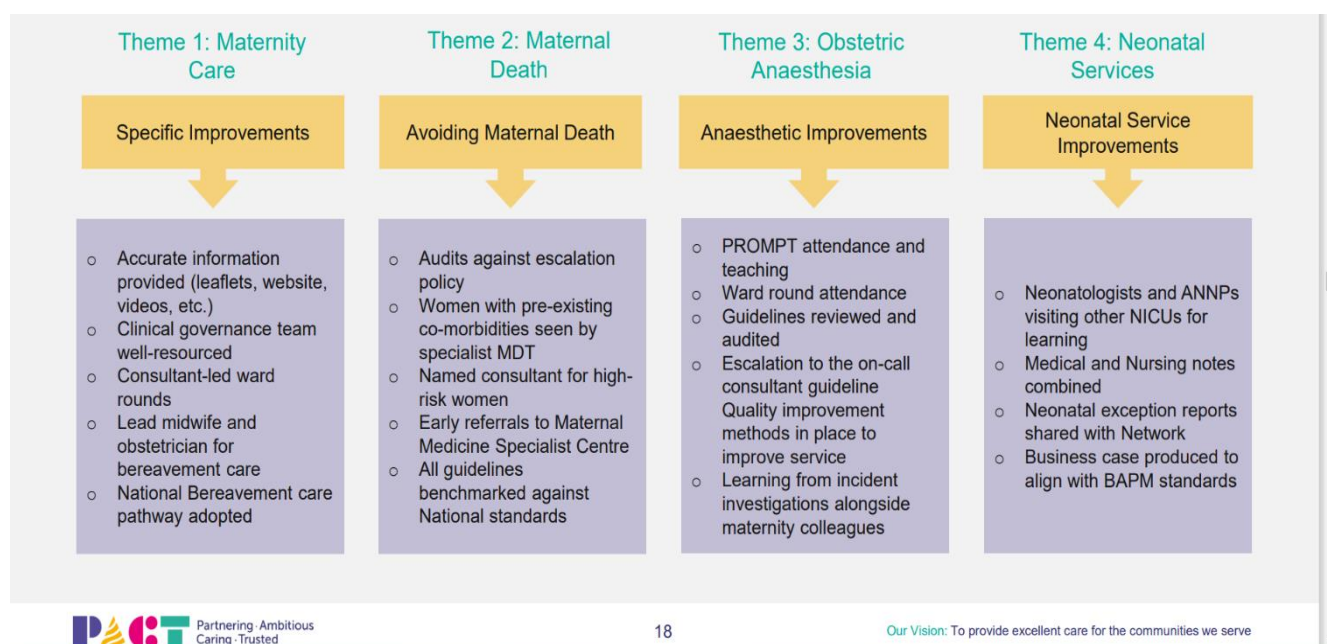 Theme 1: Maternity
Care
Specific Improvements
o Accurate information
provided (leaflets, website,
videos, etc.)
o Clinical governance team
well-resourced
o Consultant-led ward
rounds
o Lead midwife and
obstetrician for
bereavement care
o National Bereavement care
pathway adopted
Theme 2: Maternal
Death
Avoiding Maternal Death
o Audits against escalation
policy
o Women with pre-existing
co-morbidities seen by
specialist MDT
o Named consultant for high-
risk women
o Early referrals to Maternal
Medicine Specialist Centre
o All guidelines
benchmarked against
National standards
Theme 3: Obstetric
Anaesthesia
Anaesthetic Improvements
o PROMPT attendance and
teaching
o Ward round attendance
o Guidelines reviewed and
audited
o Escalation to the on-call
consultant guideline
Quality improvement
methods in place to
improve service
o Learning from incident
investigations alongside
maternity colleagues
Theme 4: Neonatal
Services
Neonatal Service
Improvements
o Neonatologists and ANNPs
visiting other NICUs for
learning
o Medical and Nursing notes
combined
o Neonatal exception reports
shared with Network
o Business case produced to
align with BAPM standards
PACT
Partnering · Ambitious
Caring · Trusted
18
Our Vision: To provide excellent care for the communities we serve